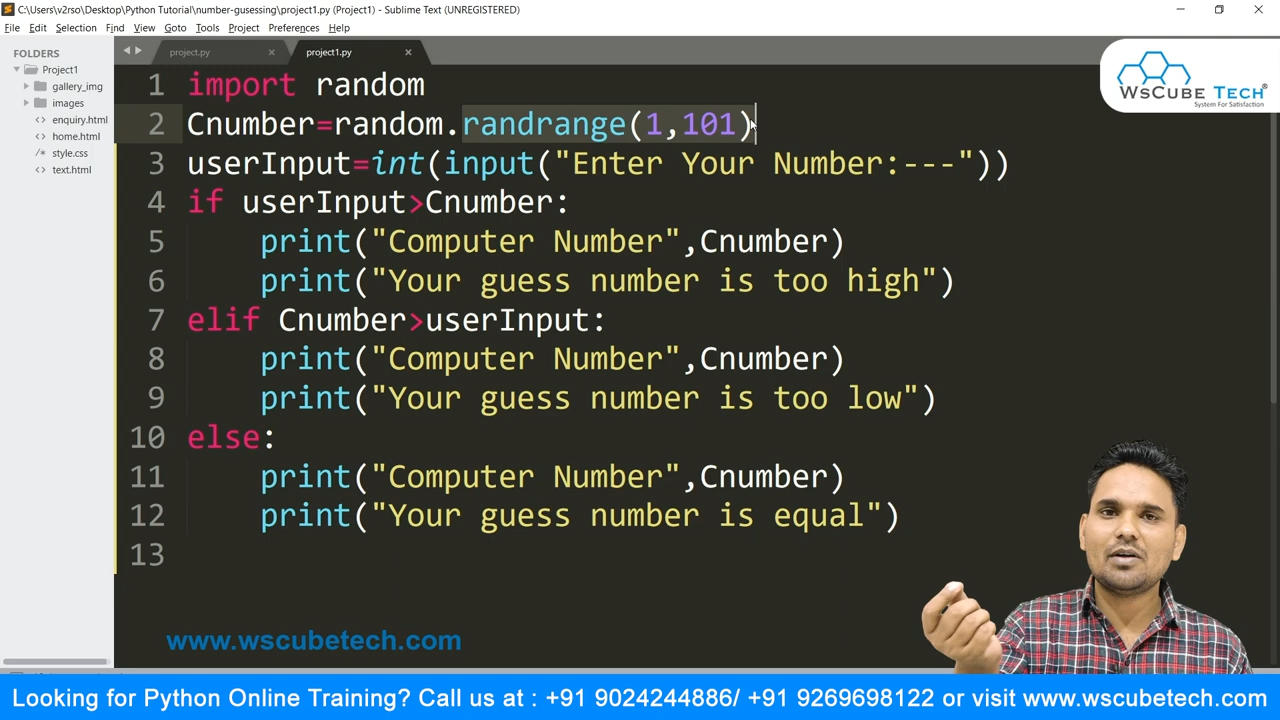 C:\Users\v2rso\Desktop\Python Tutorial\number-gusessing\project1.py (Project1) - Sublime Text (UNREGISTERED)
File Edit Selection Find View Goto Tools Project Preferences Help
FOLDERS
Project1
gallery_img
images
enquiry.html
home.html
style.css
text.html
project.py
project1.py
WsCube Tech®
System For Satisfaction
1 import random
2 Cnumber=random.randrange(1,101)
3 userInput=int(input("Enter Your Number:---"))
4 if userInput>Cnumber:
5 print("Computer Number",Cnumber)
6 print("Your guess number is too high")
7 elif Cnumber>userInput:
8 print("Computer Number",Cnumber)
9 print("Your guess number is too low")
10 else:
11 print("Computer Number",Cnumber)
12 print("Your guess number is equal")
13
www.wscubetech.com
Looking for Python Online Training? Call us at : +91 9024244886/ +91 9269698122 or visit www.wscubetech.com